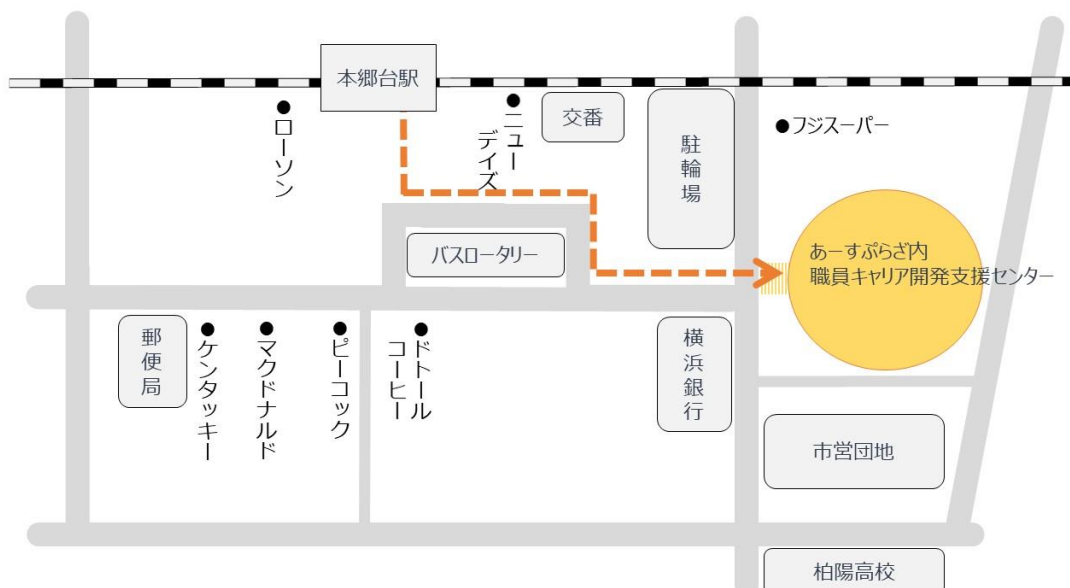 本郷台駅
●ローソン
●ニュー
デイズ
交番
駐輪場
●フジスーパー
バスロータリー
あーすぷらざ内
職員キャリア開発支援センター
郵便局
●ケンタッキー
●マクドナルド
●ピーコック
●ドトール
コーヒー
横浜銀行
市営団地
柏陽高校